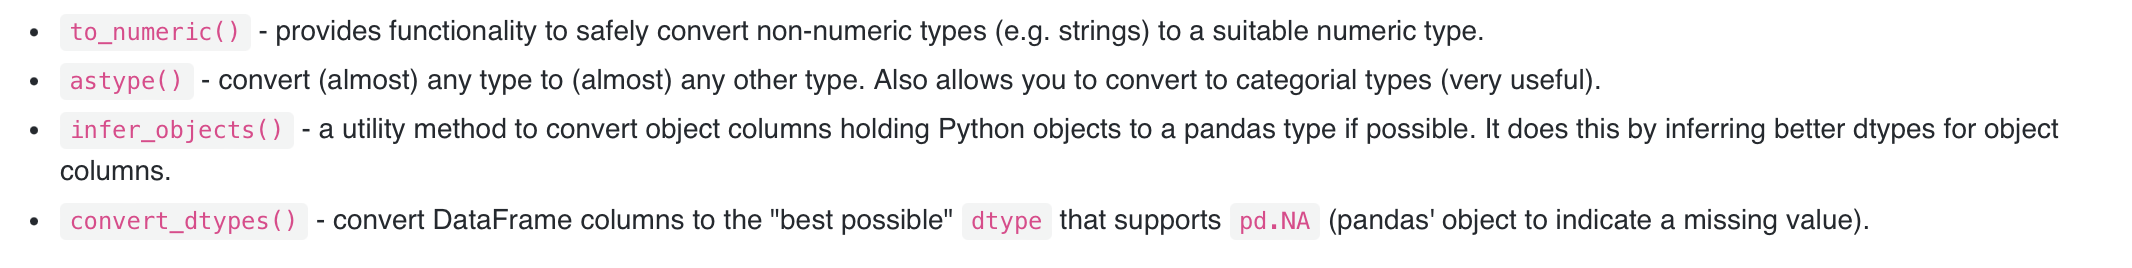 • to_numeric() - provides functionality to safely convert non-numeric types (e.g. strings) to a suitable numeric type.
• astype() - convert (almost) any type to (almost) any other type. Also allows you to convert to categorial types (very useful).
• infer_objects() - a utility method to convert object columns holding Python objects to a pandas type if possible. It does this by inferring better dtypes for object
columns.
• convert_dtypes() - convert DataFrame columns to the "best possible" dtype that supports pd.NA (pandas' object to indicate a missing value).